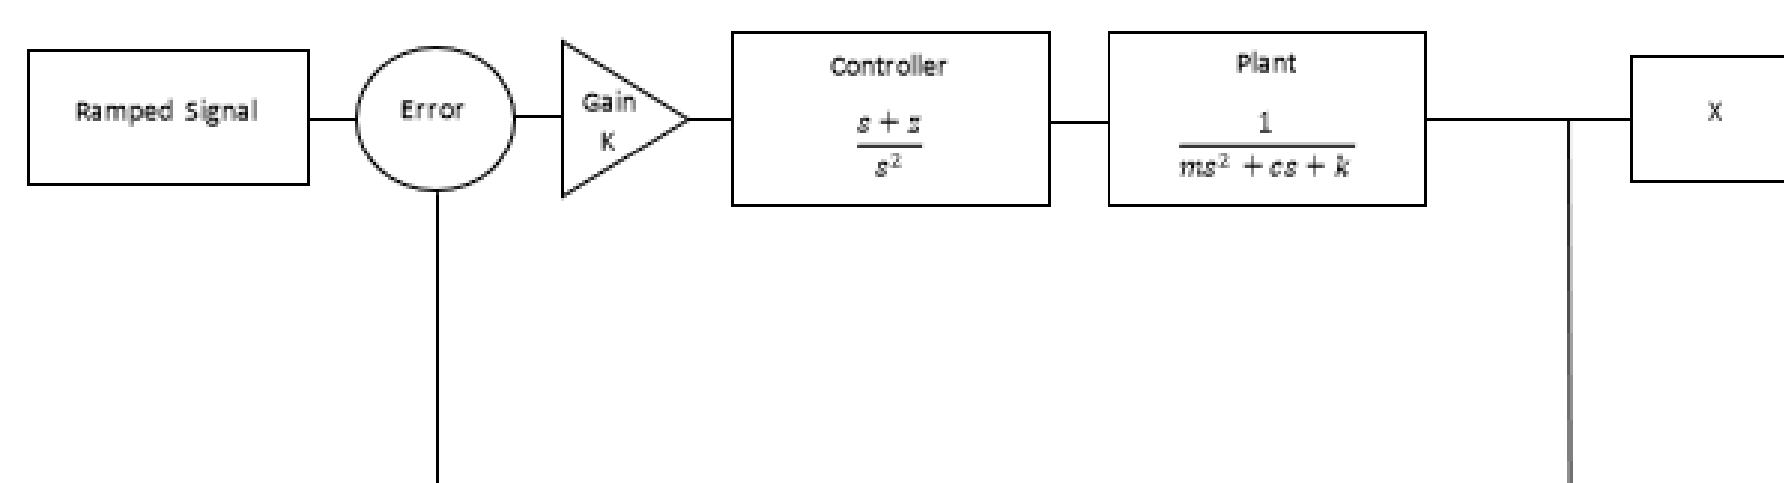 Ramped Signal
Error
Gain
K
Controller
s + z
s²
Plant
1
ms² + cs + k
X